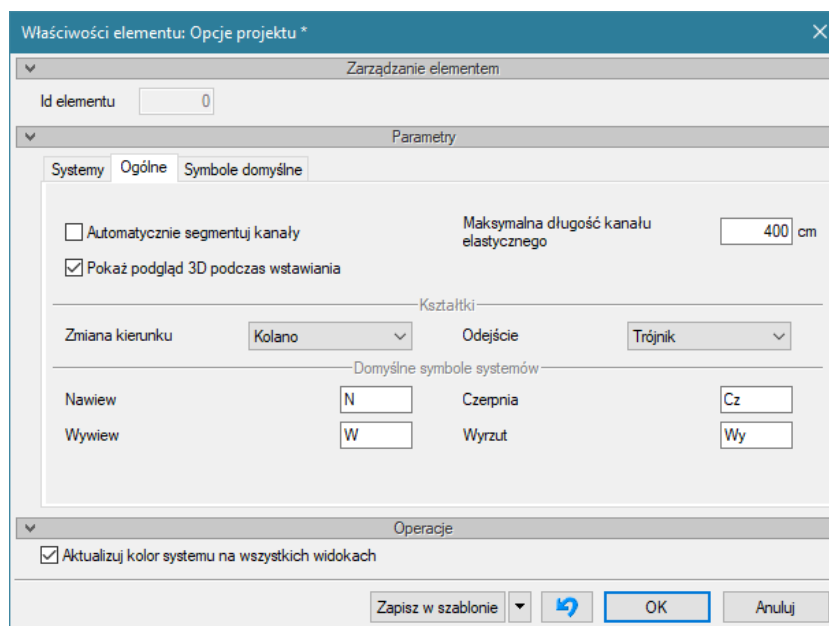 Właściwości elementu: Opcje projektu *
Zarządzanie elementem
Id elementu 0
Parametry
Systemy Ogólne Symbole domyślne
Automatycznie segmentuj kanały
Maksymalna długość kanału
elastycznego
400 cm
Pokaż podgląd 3D podczas wstawiania
Kształtki
Zmiana kierunku Kolano Odejście Trójnik
Domyślne symbole systemów
Nawiew N Czerpnia Cz
Wywiew W Wyrzut Wy
Operacje
Aktualizuj kolor systemu na wszystkich widokach
Zapisz w szablonie OK Anuluj